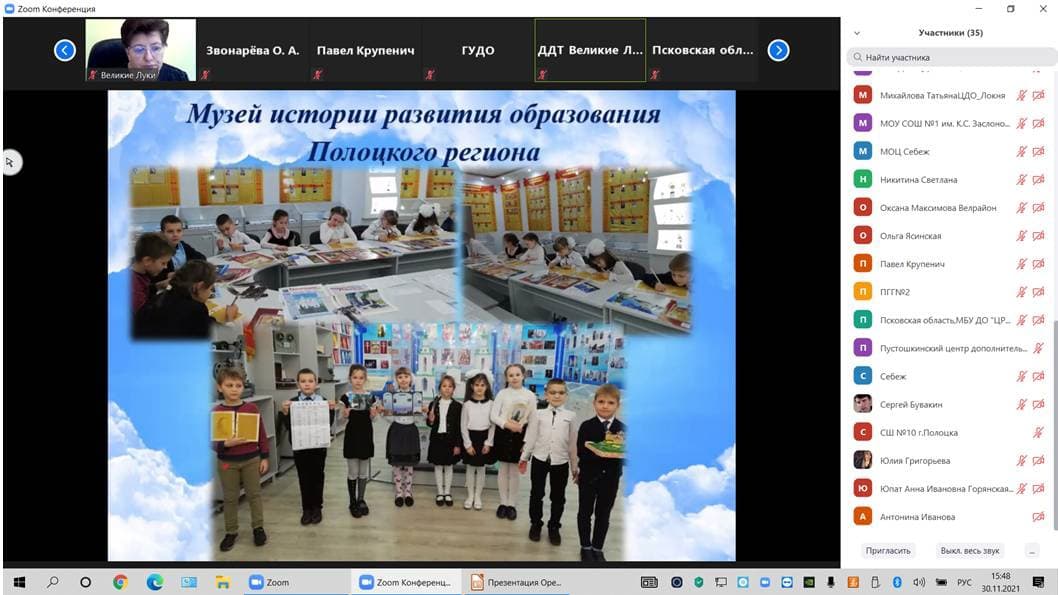 Zoom Конференция
Великие Луки
Звонарёва О. А.
Павел Крупенич
ГУДО
ДДТ Великие Л...
Псковская обл...
Музей истории развития образования
Полоцкого региона
Участники (35)
Найти участника
М Михайлова ТатьянаЦДО_Локня
М МОУ СОШ №1 им. К.С. Заслоно...
М МОЦ Себеж
Н Никитина Светлана
О Оксана Максимова Велрайон
О Ольга Ясинская
П Павел Крупенич
П ПГГ№2
П Псковская область,МБУ ДО "ЦР...
П Пустошкинский центр дополнитель...
С Себеж
Сергей Бувакин
С СШ №10 г.Полоцка
Юлия Григорьева
Ю Юпат Анна Ивановна Горянская...
А Антонина Иванова
Пригласить
Выкл. весь звук
...
Zoom
Zoom Конференц...
Презентация Оре...
РУС
15:48
30.11.2021